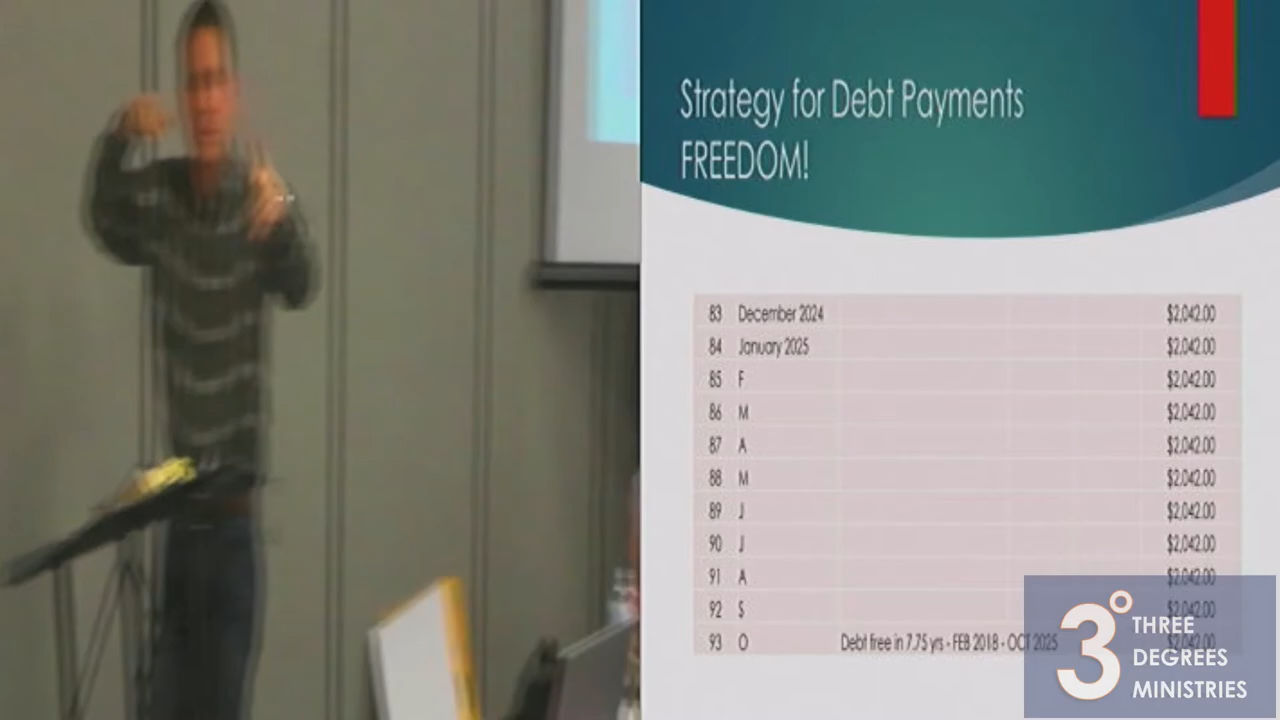 Strategy for Debt Payments
FREEDOM!
83 December 2024 $2,042.00
84 January 2025 $2,042.00
85 F $2,042.00
86 M $2,042.00
87 A $2,042.00
88 M $2,042.00
89 J $2,042.00
90 J $2,042.00
91 A $2,042.00
92 S $2,042.00
93 O Debt free in 7.75 yrs - FEB 2018 - OCT 2025 $2,042.00
3°
THREE
DEGREES
MINISTRIES